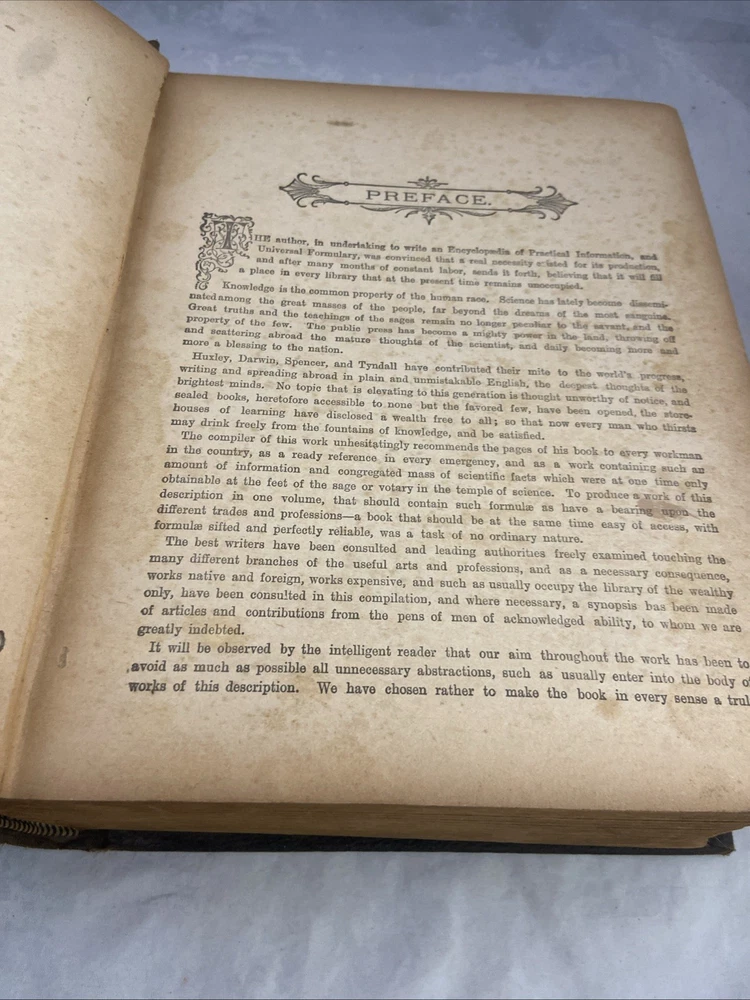 PREFACE.
THE author, in undertaking to write an Encyclopædia of Practical Information, and
Universal Formulary, was convinced that a real necessity existed for its production,
and after many months of constant labor, sends it forth, believing that it will fill
a place in every library that at the present time remains unoccupied.
Knowledge is the common property of the human race. Science has lately become dissemi-
nated among the great masses of the people, far beyond the dreams of the most sanguine.
Great truths and the teachings of the sages remain no longer peculiar to the savant, and the
property of the few. The public press has become a mighty power in the land, throwing off
and scattering abroad the mature thoughts of the scientist, and daily becoming more and
more a blessing to the nation.
Huxley, Darwin, Spencer, and Tyndall have contributed their mite to the world's progress,
writing and spreading abroad in plain and unmistakable English, the deepest thoughts of the
brightest minds. No topic that is elevating to this generation is thought unworthy of notice, and
sealed books, heretofore accessible to none but the favored few, have been opened, the store-
houses of learning have disclosed a wealth free to all; so that now every man who thirsts
may drink freely from the fountains of knowledge, and be satisfied.
The compiler of this work unhesitatingly recommends the pages of his book to every workman
in the country, as a ready reference in every emergency, and as a work containing such an
amount of information and congregated mass of scientific facts which were at one time only
obtainable at the feet of the sage or votary in the temple of science. To produce a work of this
description in one volume, that should contain such formulæ as have a bearing upon the
different trades and professions—a book that should be at the same time easy of access, with
formulæ sifted and perfectly reliable, was a task of no ordinary nature.
The best writers have been consulted and leading authorities freely examined touching the
many different branches of the useful arts and professions, and as a necessary consequence,
works native and foreign, works expensive, and such as usually occupy the library of the wealthy
only, have been consulted in this compilation, and where necessary, a synopsis has been made
of articles and contributions from the pens of men of acknowledged ability, to whom we are
greatly indebted.
It will be observed by the intelligent reader that our aim throughout the work has been to
avoid as much as possible all unnecessary abstractions, such as usually enter into the body of
works of this description. We have chosen rather to make the book in every sense a trul